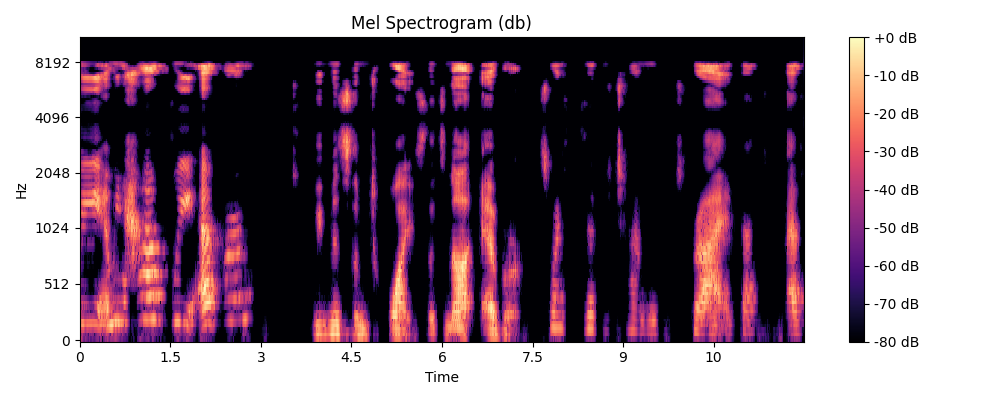 Mel Spectrogram (db)
Hz
8192
4096
2048
1024
512
0
0 1.5 3 4.5 6 7.5 9 10
Time
+0 dB
-10 dB
-20 dB
-30 dB
-40 dB
-50 dB
-60 dB
-70 dB
-80 dB